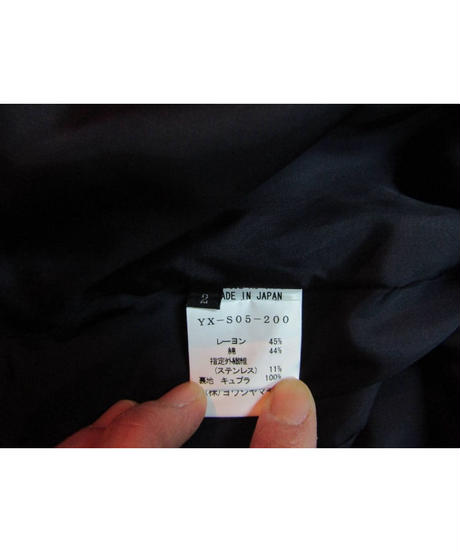 2
MADE IN JAPAN
YX-S05-200
レーヨン 45%
綿 44%
指定外繊維
(ステンレス) 11%
裏地 キュプラ 100%
(株)ヨウジヤマ